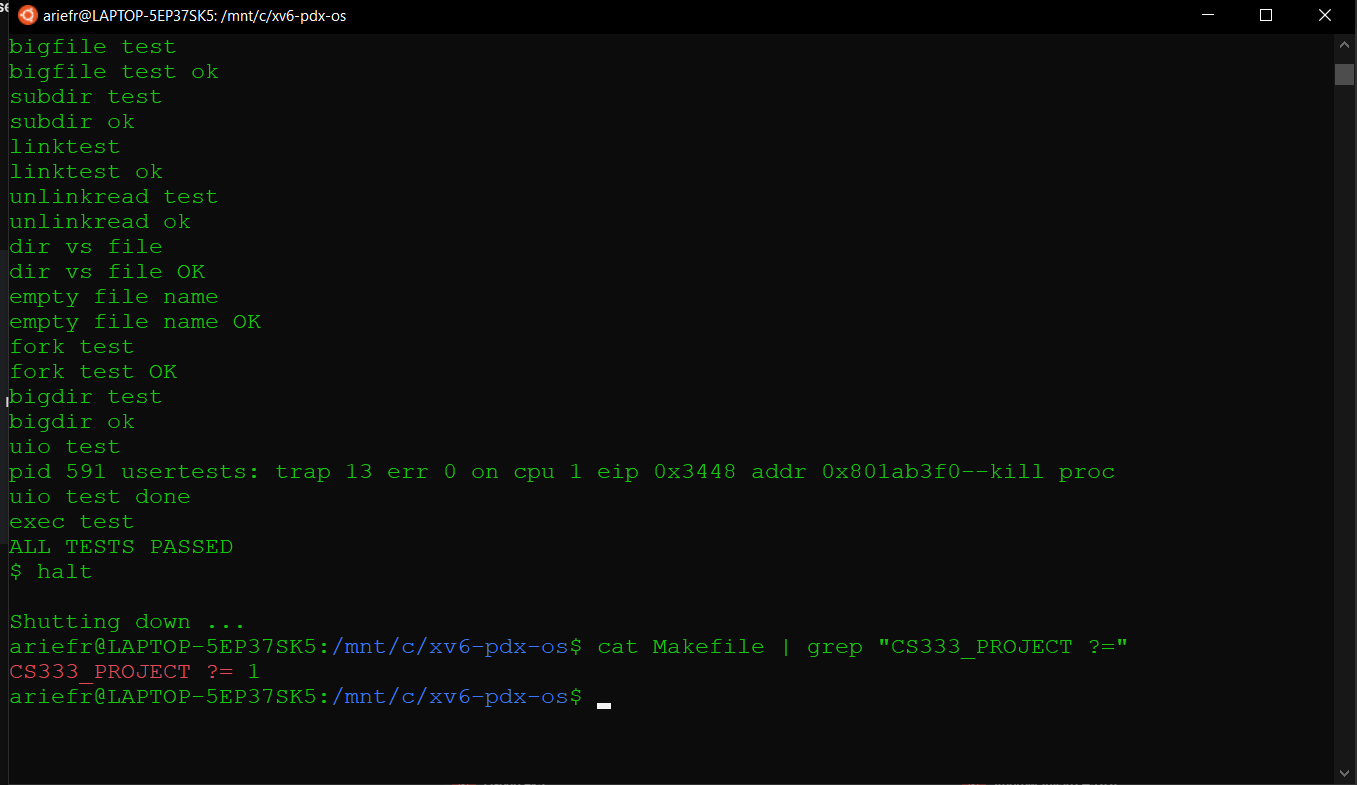 ariefr@LAPTOP-5EP37SK5: /mnt/c/xv6-pdx-os
bigfile test
bigfile test ok
subdir test
subdir ok
linktest
linktest ok
unlinkread test
unlinkread ok
dir vs file
dir vs file OK
empty file name
empty file name OK
fork test
fork test OK
bigdir test
bigdir ok
uio test
pid 591 usertests: trap 13 err 0 on cpu 1 eip 0x3448 addr 0x801ab3f0--kill proc
uio test done
exec test
ALL TESTS PASSED
$ halt
Shutting down ...
ariefr@LAPTOP-5EP37SK5:/mnt/c/xv6-pdx-os$ cat Makefile | grep "CS333_PROJECT ?="
CS333_PROJECT ?= 1
ariefr@LAPTOP-5EP37SK5:/mnt/c/xv6-pdx-os$